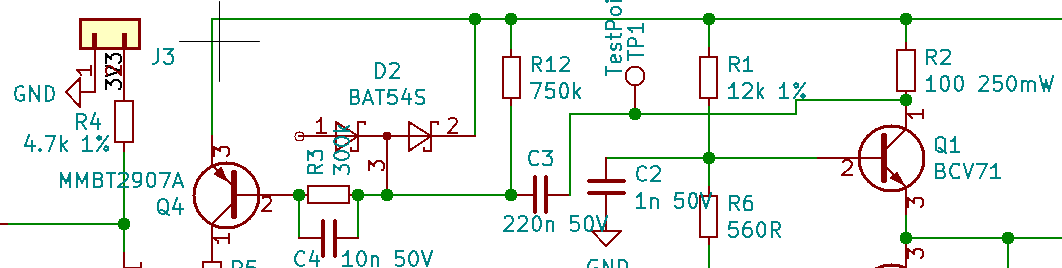 J3
1
2
3V3
GND
R4
4.7k 1%
MMBT2907A
Q4
3
2
1
R5
D2
BAT54S
1
2
3
R3
300k
C4
10n 50V
R12
750k
C3
220n 50V
TestPoi
TP1
C2
1n 50V
GND
R1
12k 1%
R6
560R
R2
100 250mW
1
2
3
Q1
BCV71
3